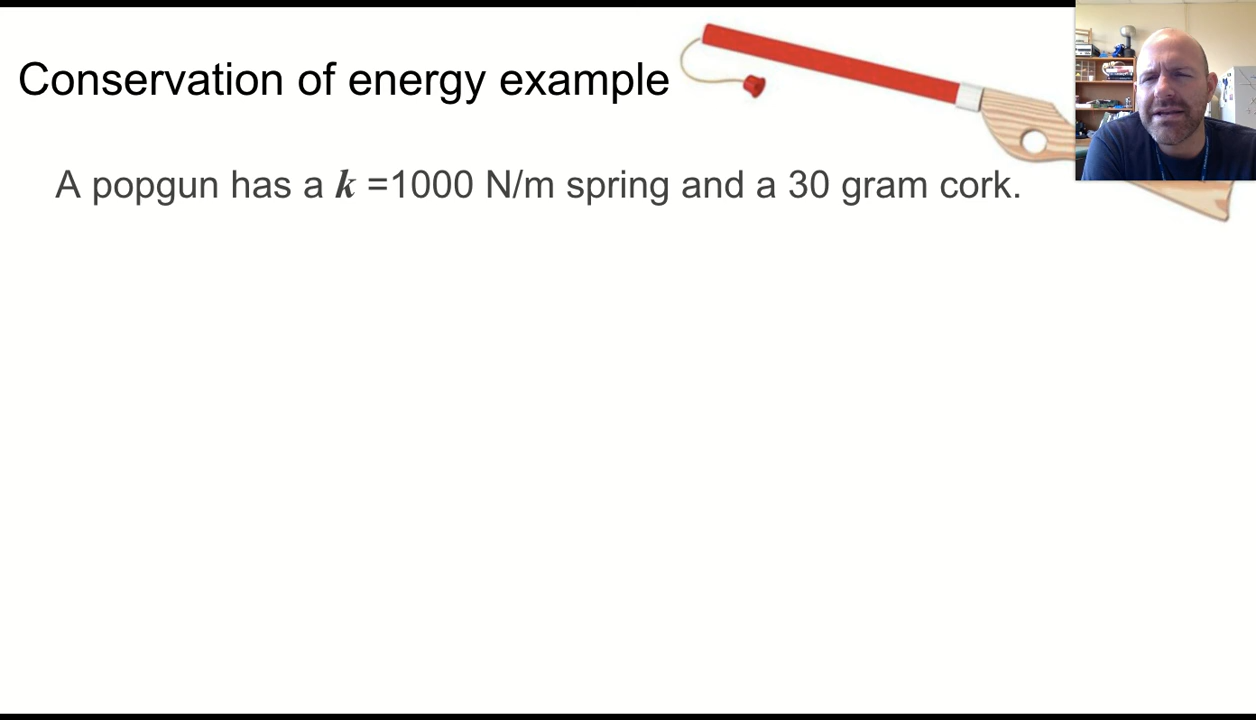 Conservation of energy example
A popgun has a k =1000 N/m spring and a 30 gram cork.